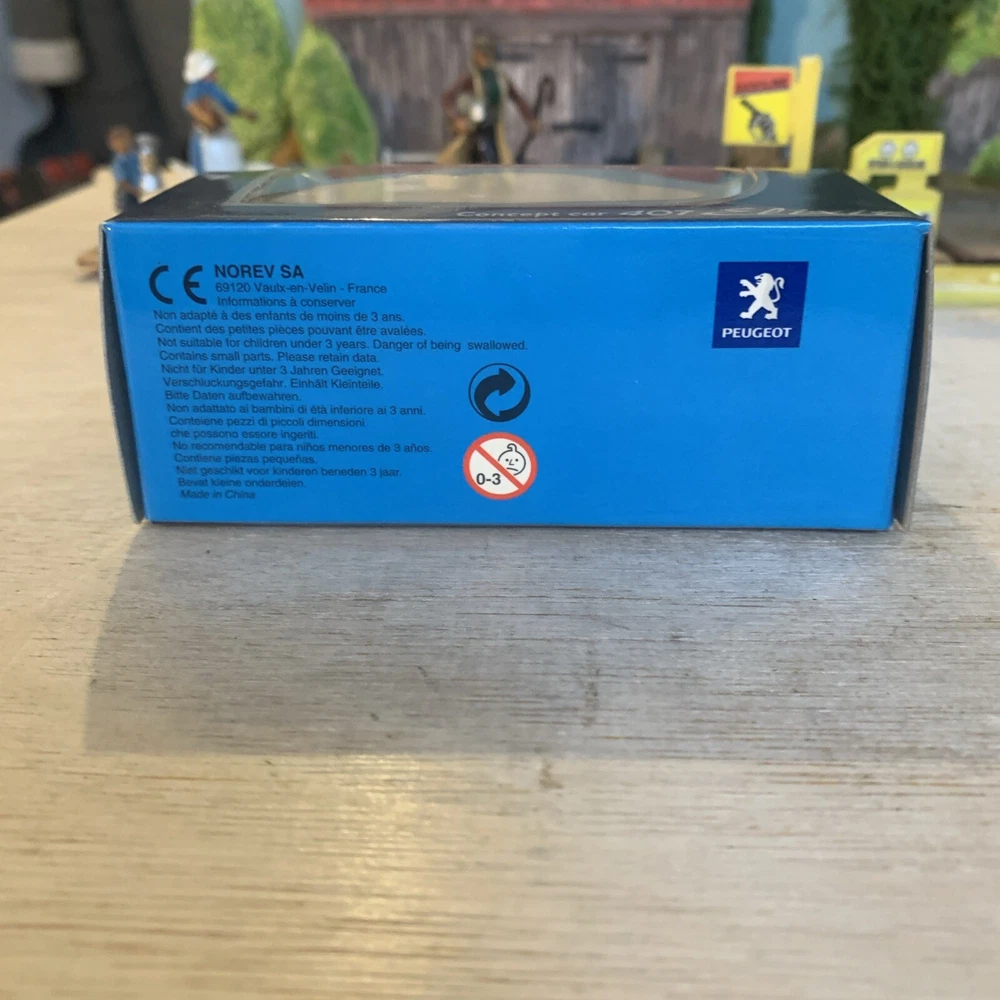 Concept car 407
CE
NOREV SA
69120 Vaulx-en-Velin - France
Informations à conserver
Non adapté à des enfants de moins de 3 ans.
Contient des petites pièces pouvant être avalées.
Not suitable for children under 3 years. Danger of being swallowed.
Contains small parts. Please retain data.
Nicht für Kinder unter 3 Jahren Geeignet.
Verschluckungsgefahr. Einhält Kleinteile.
Bitte Daten aufbewahren.
Non adattato ai bambini di étà inferiore ai 3 anni.
Conteiene pezzi di piccoli dimensioni
che possono essore ingeriti.
No recomendable para niños menores de 3 años.
Contiene piezas pequeñas.
Niet geschikt voor kinderen beneden 3 jaar.
Bevat kleine onderdelen.
Made in China
0-3
PEUGEOT